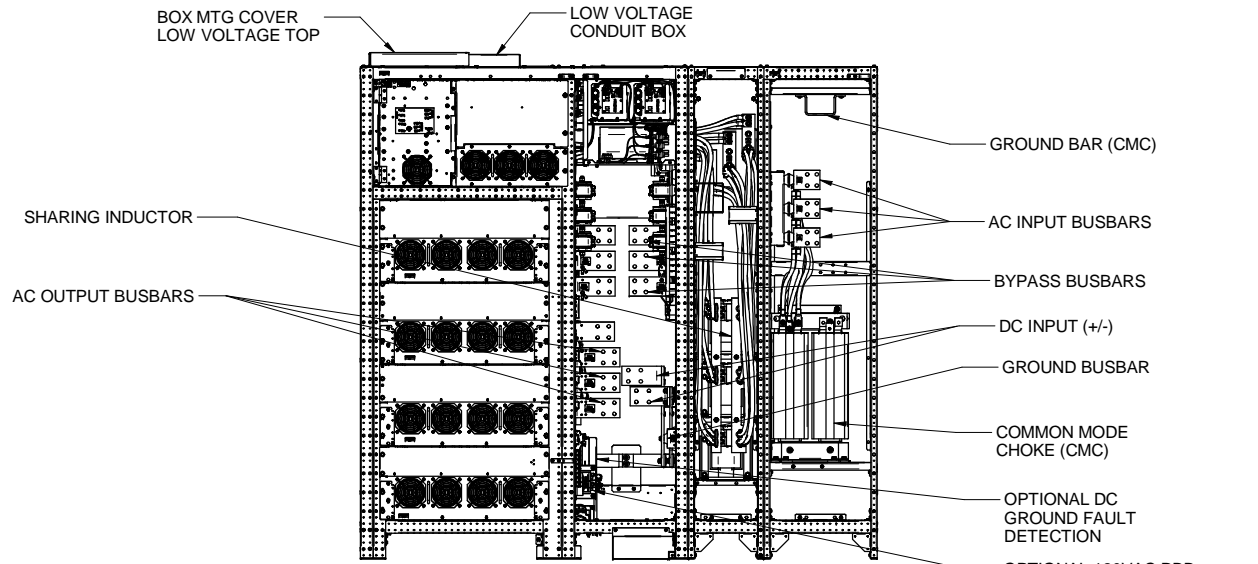 BOX MTG COVER
LOW VOLTAGE TOP
LOW VOLTAGE
CONDUIT BOX
GROUND BAR (CMC)
SHARING INDUCTOR
AC INPUT BUSBARS
BYPASS BUSBARS
AC OUTPUT BUSBARS
DC INPUT (+/-)
GROUND BUSBAR
COMMON MODE
CHOKE (CMC)
OPTIONAL DC
GROUND FAULT
DETECTION